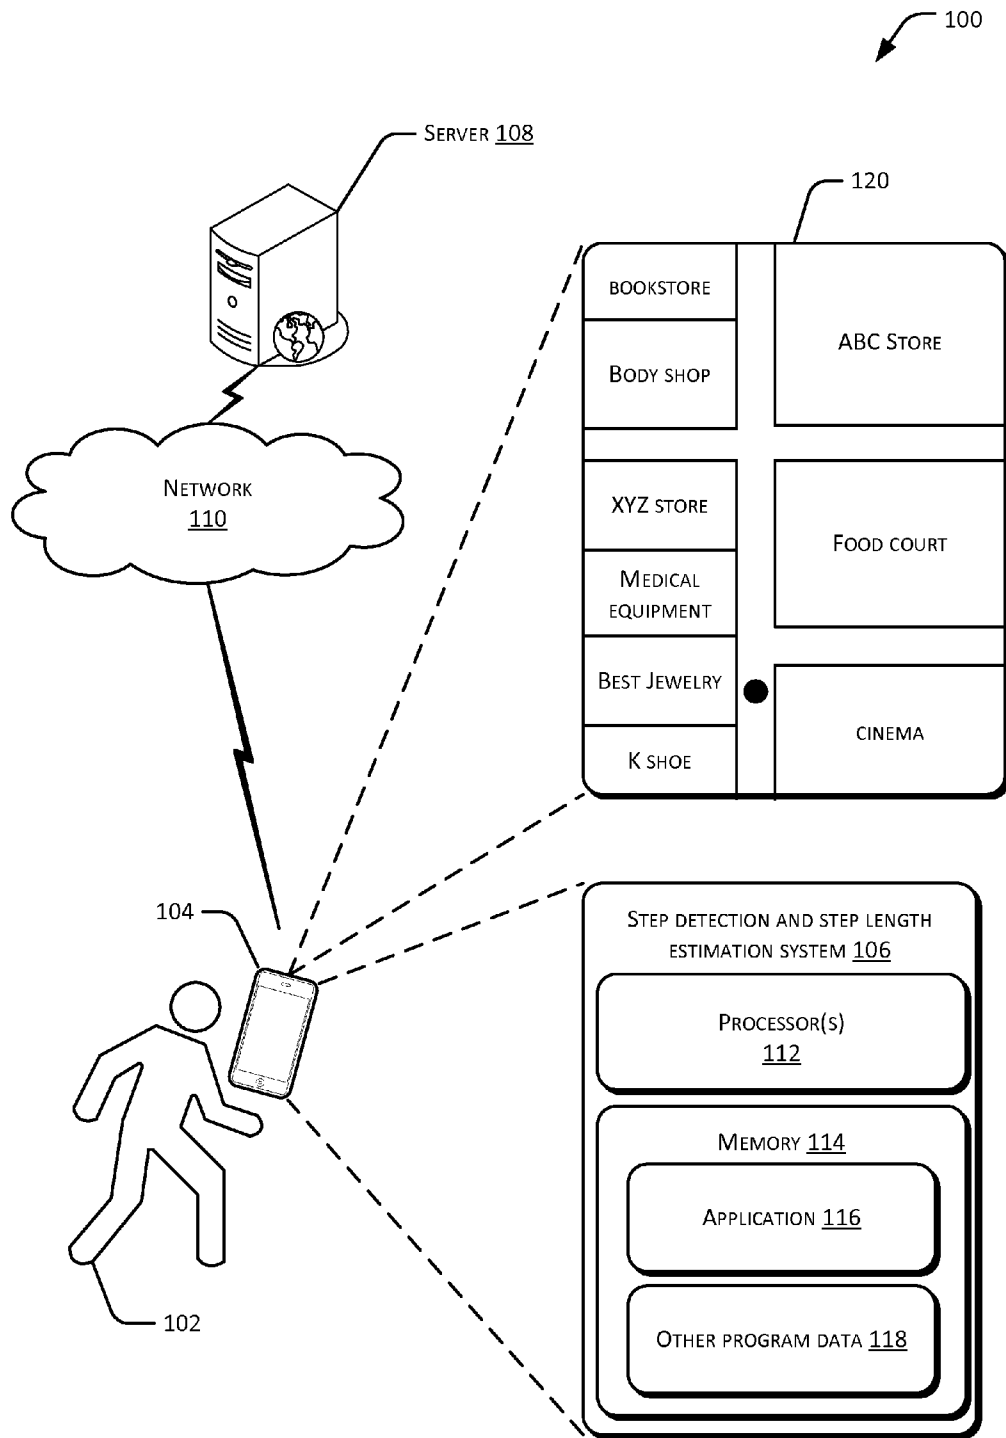 100
SERVER 108
120
BOOKSTORE
ABC STORE
BODY SHOP
NETWORK
110
XYZ STORE
FOOD COURT
MEDICAL
EQUIPMENT
BEST JEWELRY
CINEMA
K SHOE
104
STEP DETECTION AND STEP LENGTH
ESTIMATION SYSTEM 106
PROCESSOR(S)
112
MEMORY 114
APPLICATION 116
OTHER PROGRAM DATA 118
102